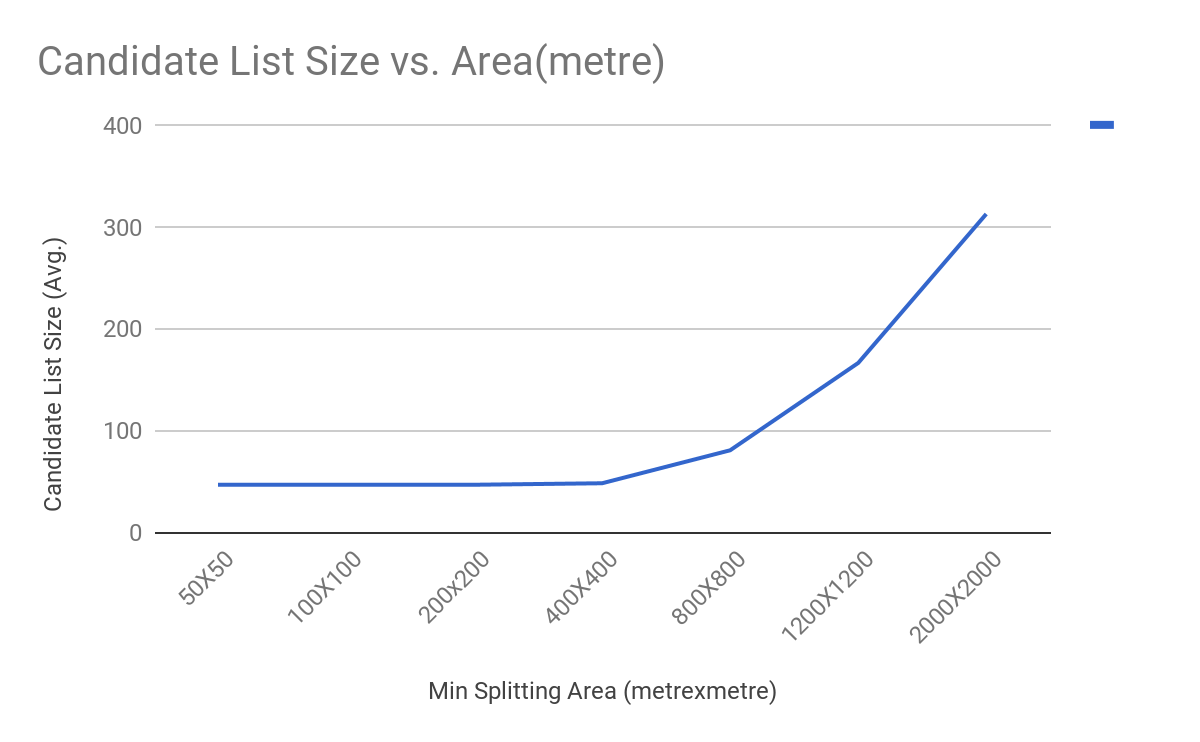 Candidate List Size vs. Area(metre)
400
300
200
100
0
Candidate List Size (Avg.)
50X50
100X100
200x200
400X400
800X800
1200X1200
2000X2000
Min Splitting Area (metrexmetre)